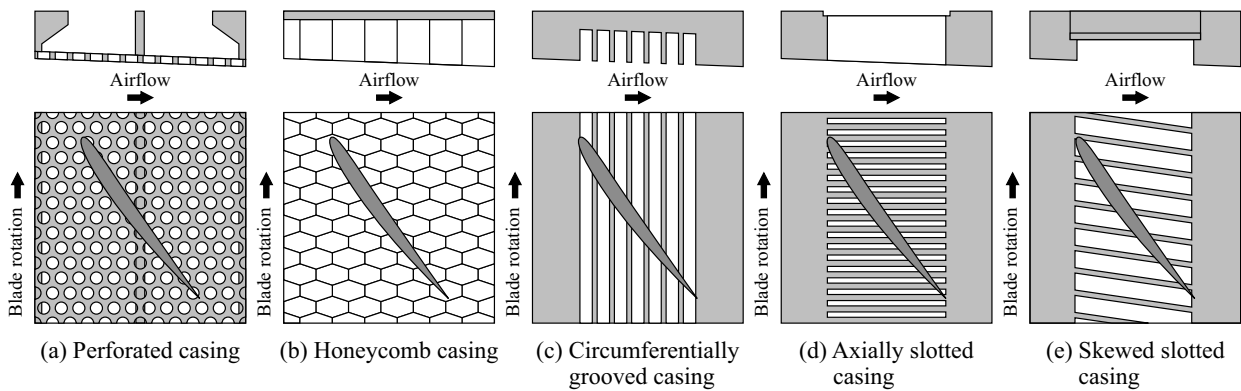 Airflow
Blade rotation
(a) Perforated casing
Airflow
Blade rotation
(b) Honeycomb casing
Airflow
Blade rotation
(c) Circumferentially
grooved casing
Airflow
Blade rotation
(d) Axially slotted
casing
Airflow
Blade rotation
(e) Skewed slotted
casing